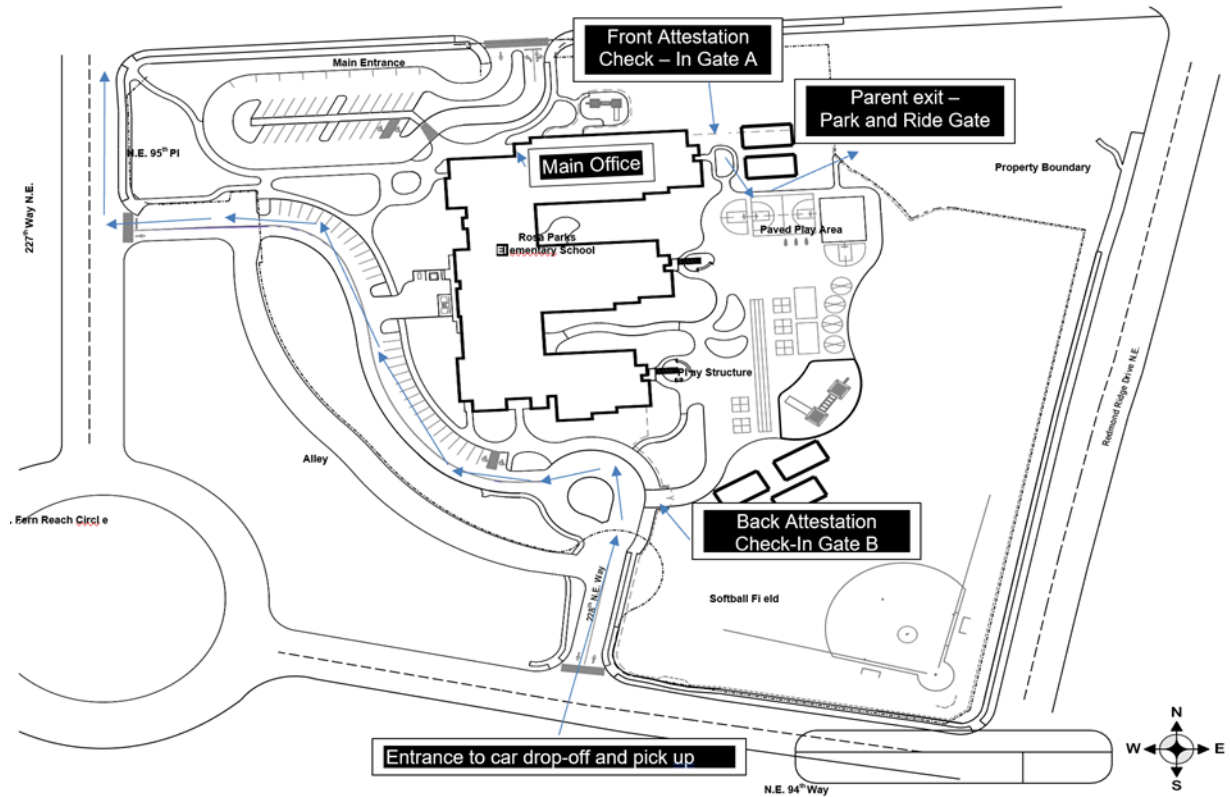 Front Attestation
Check – In Gate A
Main Entrance
Parent exit –
Park and Ride Gate
N.E. 95th Pl
Main Office
Property Boundary
227th Way N.E.
Paved Play Area
Rosa Parks
Elementary School
Play Structure
Redmond Ridge Drive N.E.
Alley
. Fern Reach Circl e
Back Attestation
Check-In Gate B
228th N.E. Way
Softball Fi eld
Entrance to car drop-off and pick up
N.E. 94th Way
N
W E
S